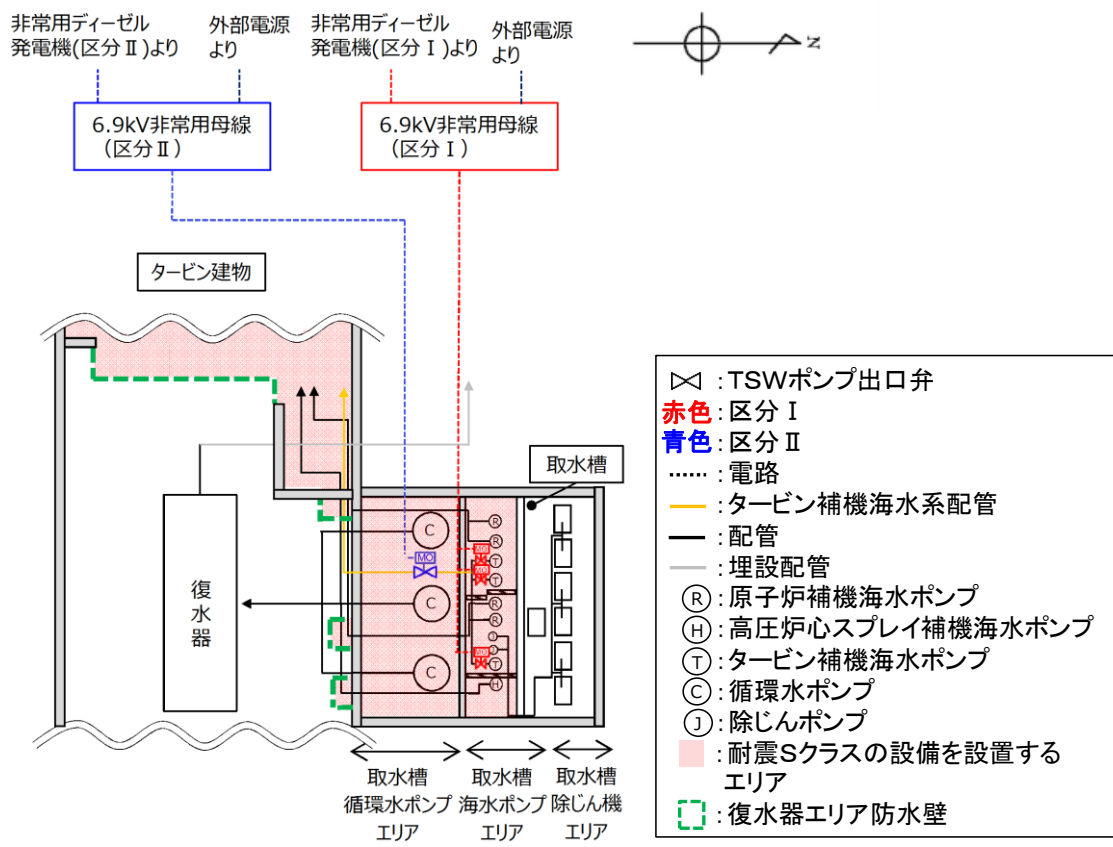 非常用ディーゼル
発電機(区分Ⅱ)より
外部電源
より
非常用ディーゼル
発電機(区分Ⅰ)より
外部電源
より
N
6.9kV非常用母線
(区分Ⅱ)
6.9kV非常用母線
(区分Ⅰ)
タービン建物
取水槽
復水器
C
C
C
MO
MO
MO
MO
R
R
T
T
R
R
J
J
T
H
取水槽
循環水ポンプ
エリア
取水槽
海水ポンプ
エリア
取水槽
除じん機
エリア
:TSWポンプ出口弁
赤色:区分Ⅰ
青色:区分Ⅱ
:電路
:タービン補機海水系配管
:配管
:埋設配管
R:原子炉補機海水ポンプ
H:高圧炉心スプレイ補機海水ポンプ
T:タービン補機海水ポンプ
C:循環水ポンプ
J:除じんポンプ
:耐震Sクラスの設備を設置する
エリア
:復水器エリア防水壁